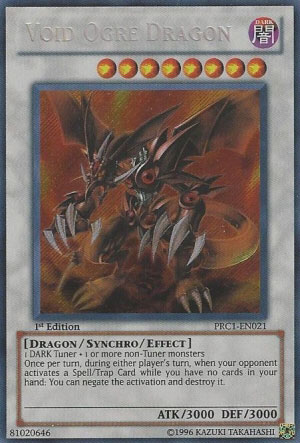 VOID OGRE DRAGON
DARK
闇
1st Edition
PRC1-EN021
[DRAGON/SYNCHRO/EFFECT]
1 DARK Tuner + 1 or more non-Tuner monsters
Once per turn, during either player's turn, when your opponent
activates a Spell/Trap Card while you have no cards in your
hand: You can negate the activation and destroy it.
ATK/3000 DEF/3000
81020646
©1996 KAZUKI TAKAHASHI